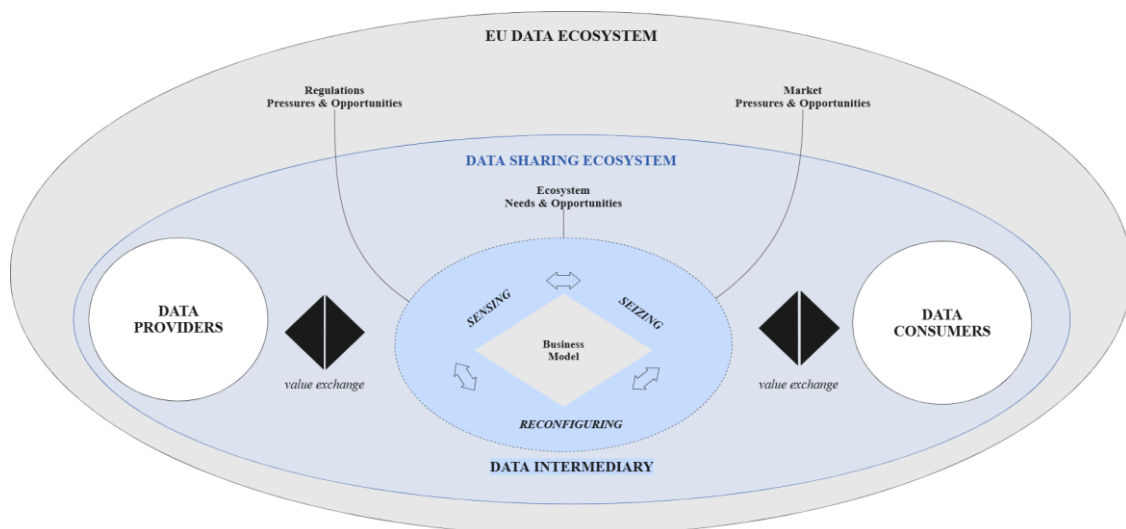 EU DATA ECOSYSTEM
Regulations
Pressures & Opportunities
Market
Pressures & Opportunities
DATA SHARING ECOSYSTEM
Ecosystem
Needs & Opportunities
DATA
PROVIDERS
value exchange
SENSING
SEIZING
Business
Model
RECONFIGURING
DATA INTERMEDIARY
value exchange
DATA
CONSUMERS